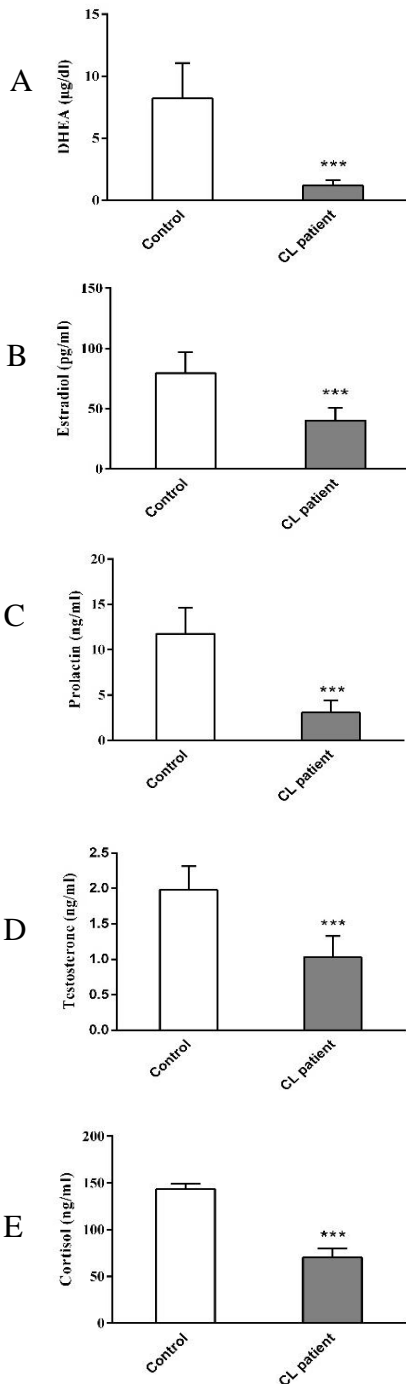 A
DHEA (µg/dl)
15
10
5
0
***
Control
CL patient
B
Estradiol (pg/ml)
150
100
50
0
***
Control
CL patient
C
Prolactin (ng/ml)
20
15
10
5
0
***
Control
CL patient
D
Testosterone (ng/ml)
2.5
2.0
1.5
1.0
0.5
0.0
***
Control
CL patient
E
Cortisol (ng/ml)
200
150
100
50
0
***
Control
CL patient